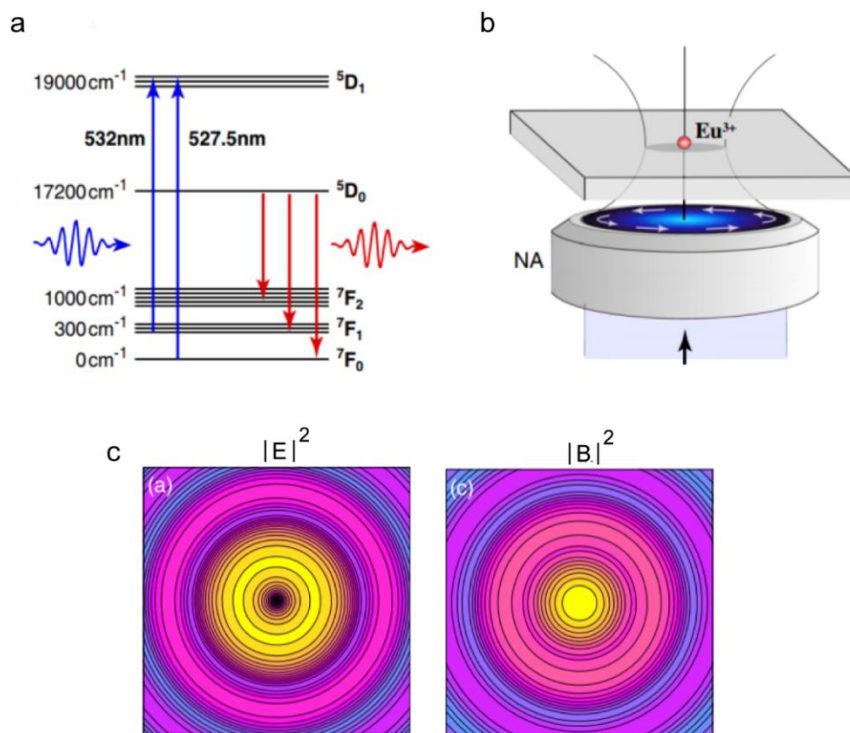 a
b
19000cm⁻¹
⁵D₁
532nm
527.5nm
17200cm⁻¹
⁵D₀
1000cm⁻¹
⁷F₂
300cm⁻¹
⁷F₁
0cm⁻¹
⁷F₀
Eu³⁺
NA
c
|E|²
|B.|²
(a)
(c)